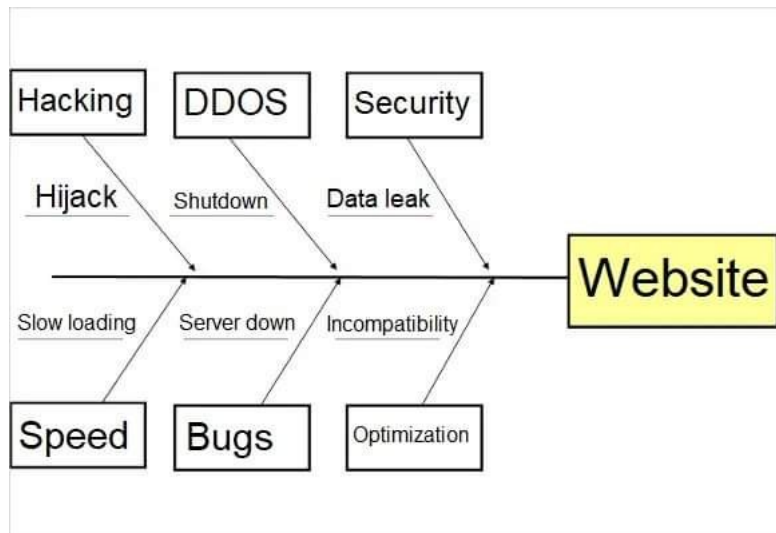 Hacking
DDOS
Security
Hijack
Shutdown
Data leak
Website
Slow loading
Server down
Incompatibility
Speed
Bugs
Optimization